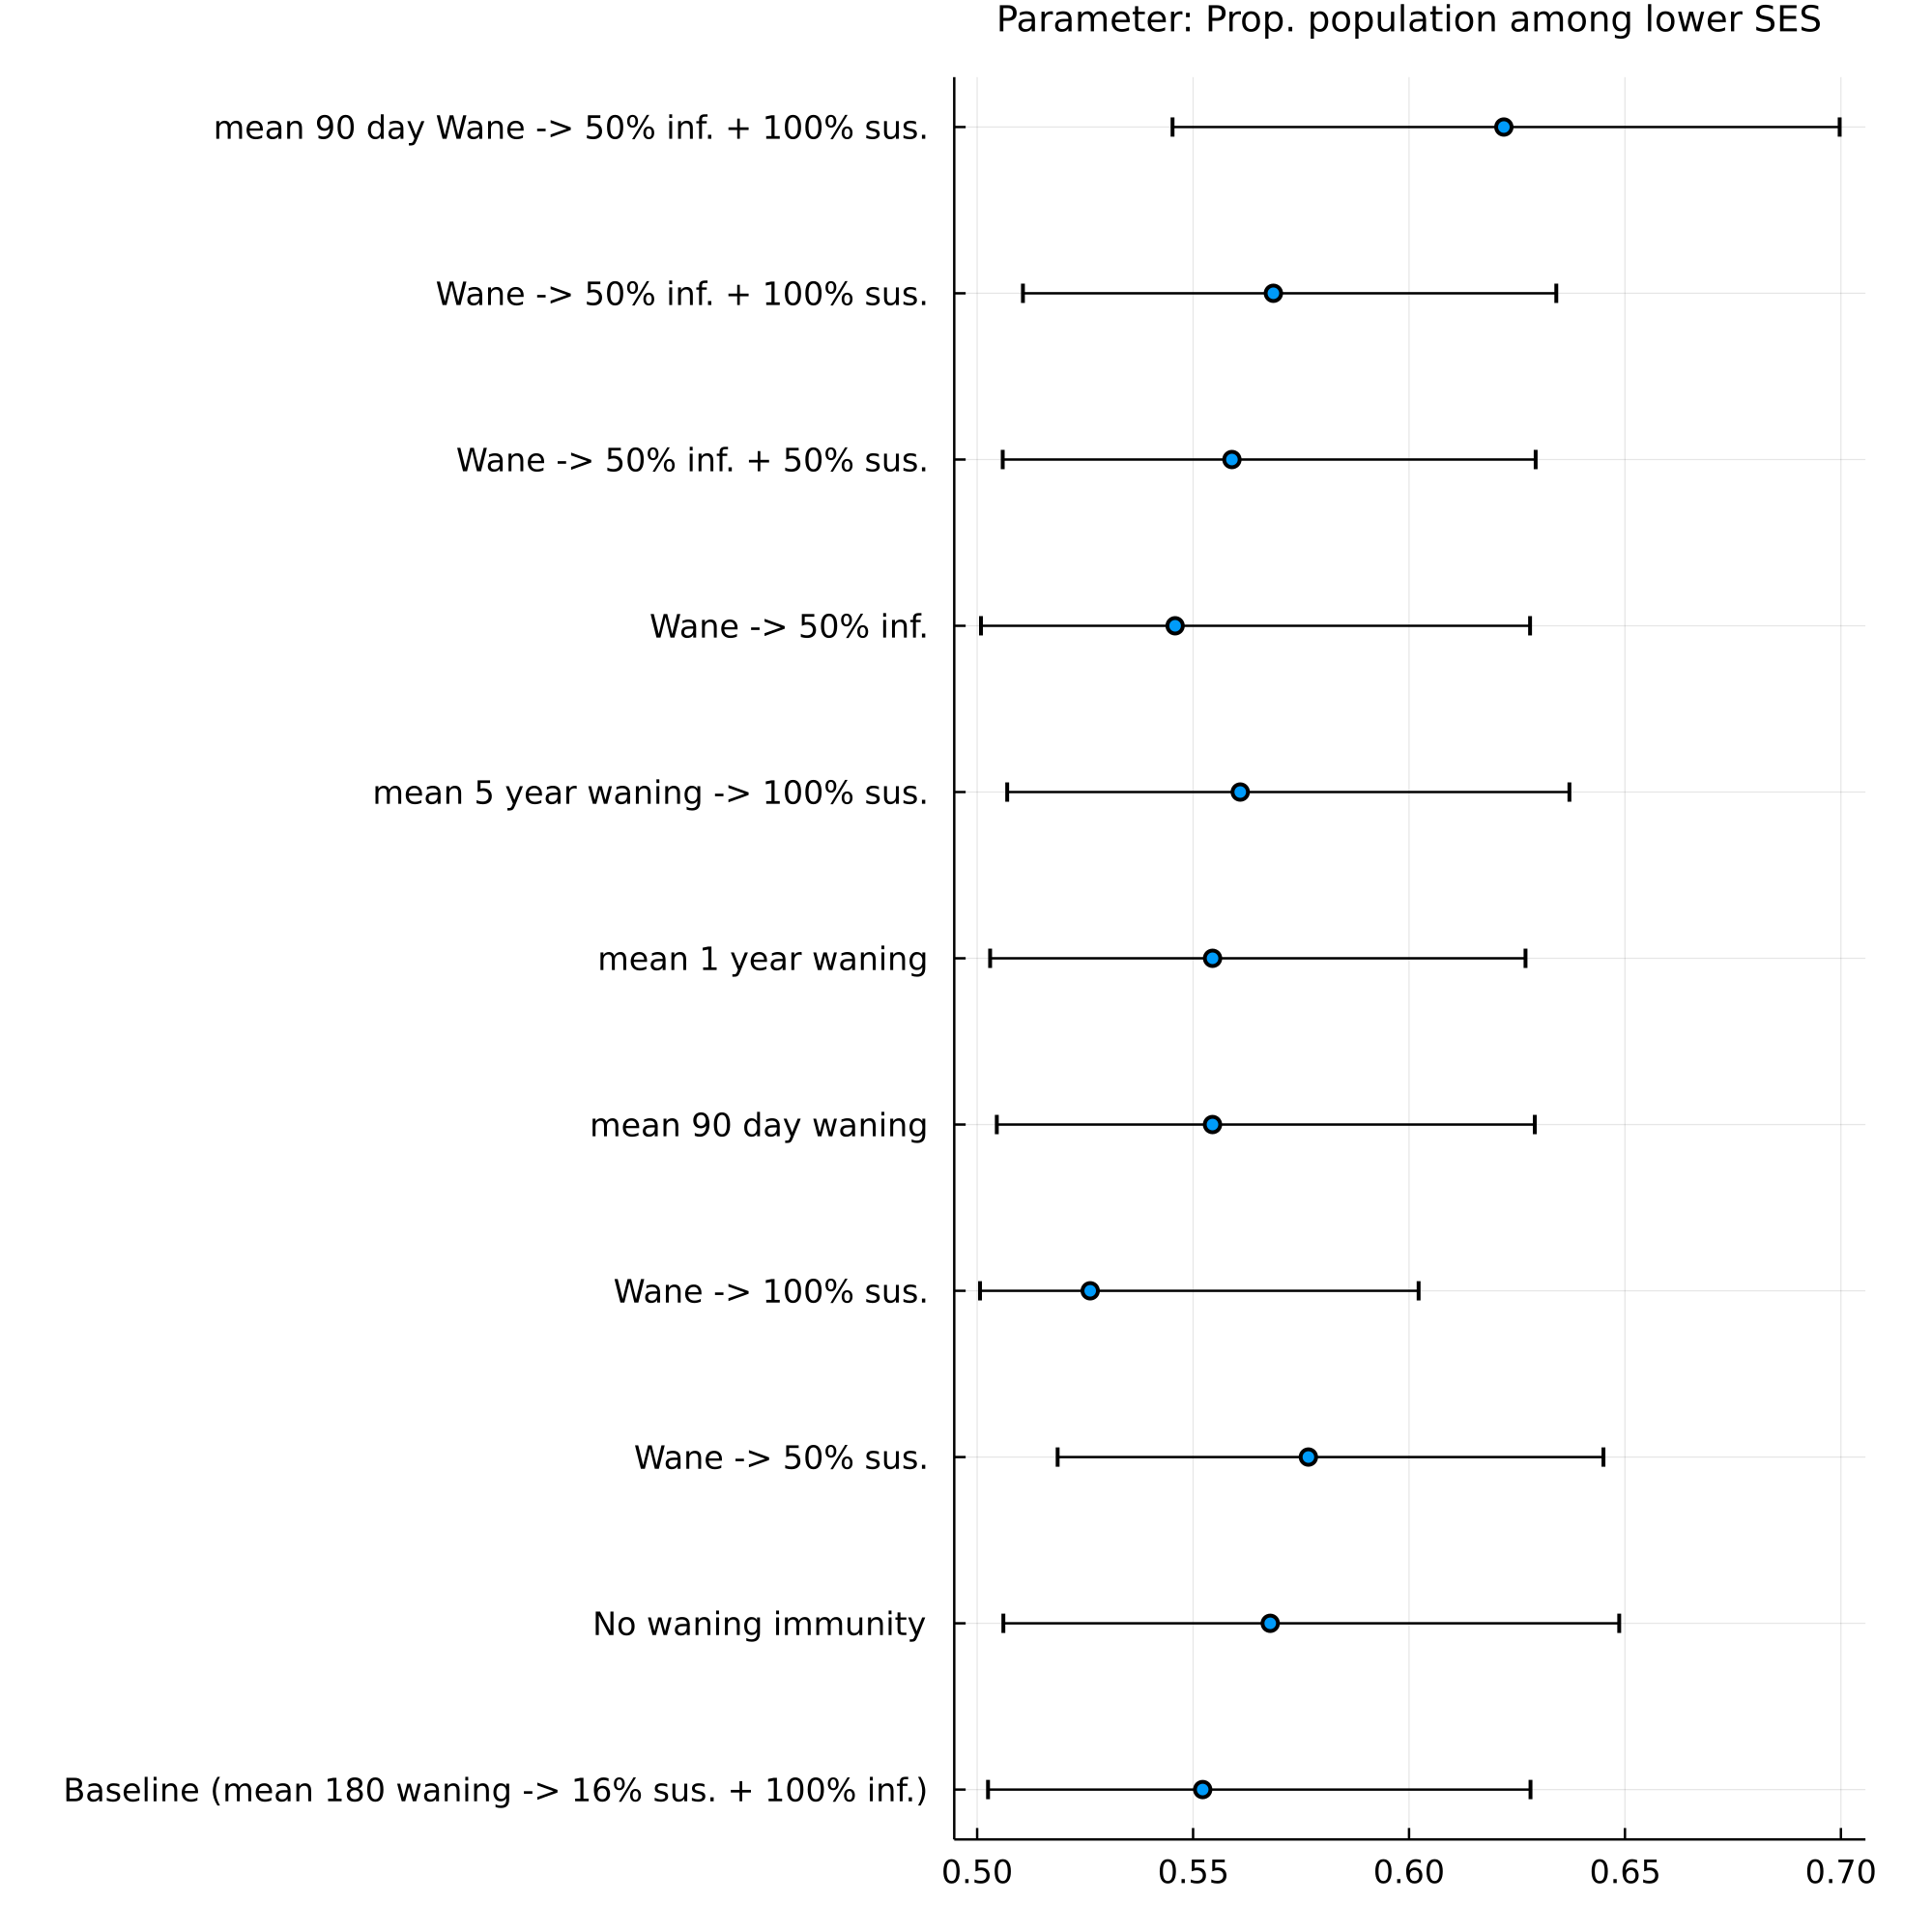 Parameter: Prop. population among lower SES
mean 90 day Wane -> 50% inf. + 100% sus.
Wane -> 50% inf. + 100% sus.
Wane -> 50% inf. + 50% sus.
Wane -> 50% inf.
mean 5 year waning -> 100% sus.
mean 1 year waning
mean 90 day waning
Wane -> 100% sus.
Wane -> 50% sus.
No waning immunity
Baseline (mean 180 waning -> 16% sus. + 100% inf.)
0.50 0.55 0.60 0.65 0.70